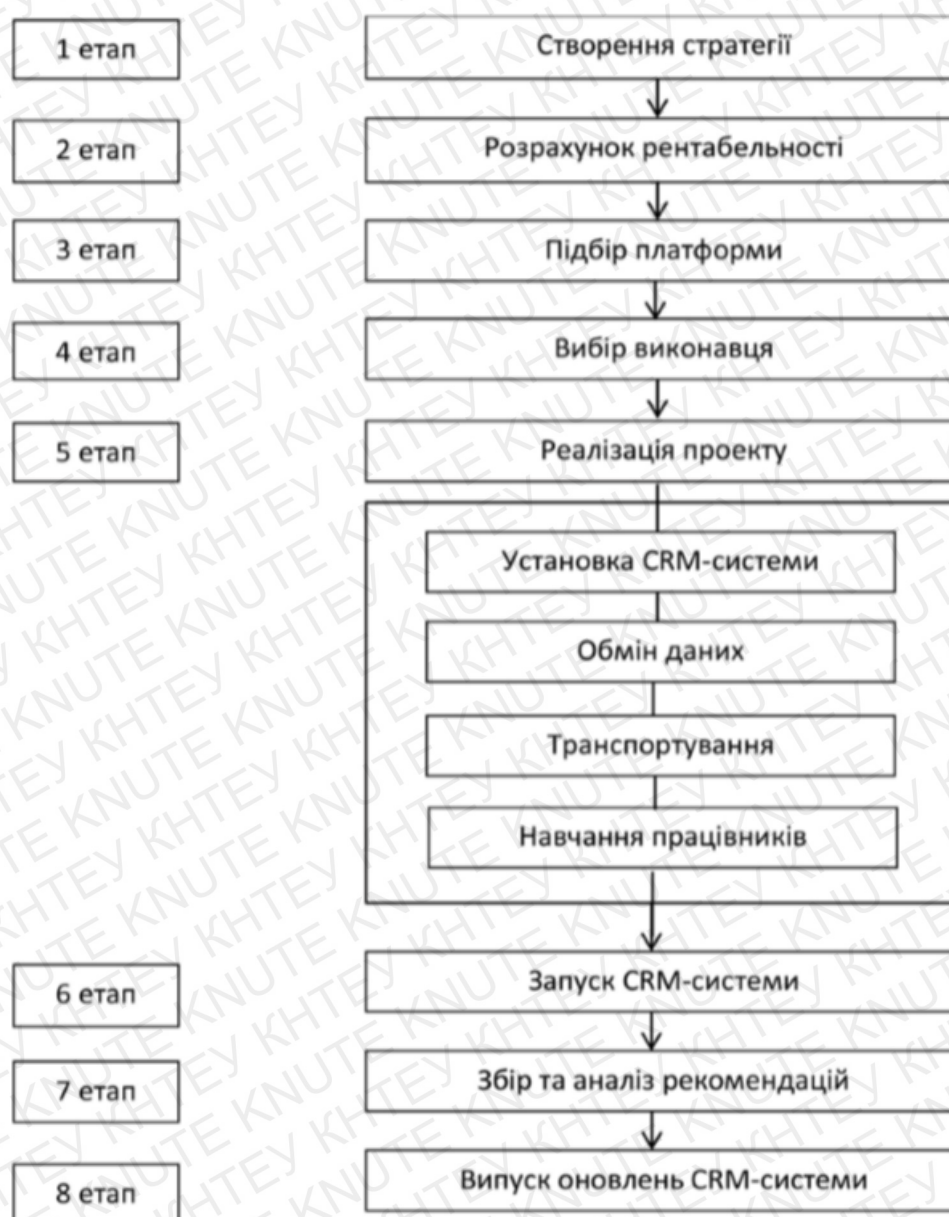 1 етап
Створення стратегії
2 етап
Розрахунок рентабельності
3 етап
Підбір платформи
4 етап
Вибір виконавця
5 етап
Реалізація проекту
Установка CRM-системи
Обмін даних
Транспортування
Навчання працівників
6 етап
Запуск CRM-системи
7 етап
Збір та аналіз рекомендацій
8 етап
Випуск оновлень CRM-системи